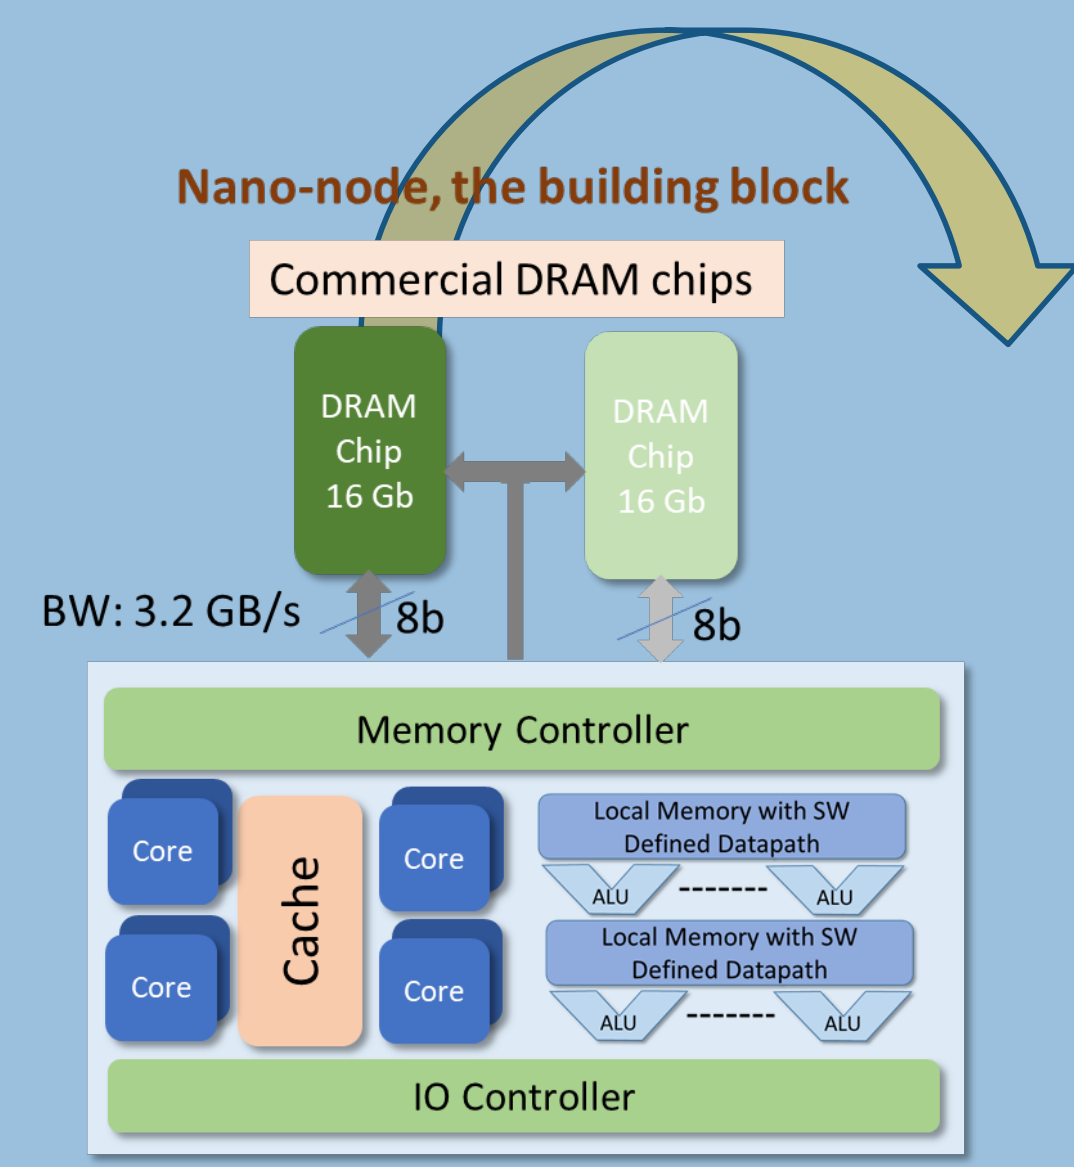 Nano-node, the building block
Commercial DRAM chips
DRAM
Chip
16 Gb
DRAM
Chip
16 Gb
BW: 3.2 GB/s
8b
8b
Memory Controller
Core
Cache
Core
Local Memory with SW
Defined Datapath
ALU
-------
ALU
Core
Core
Local Memory with SW
Defined Datapath
ALU
-------
ALU
IO Controller